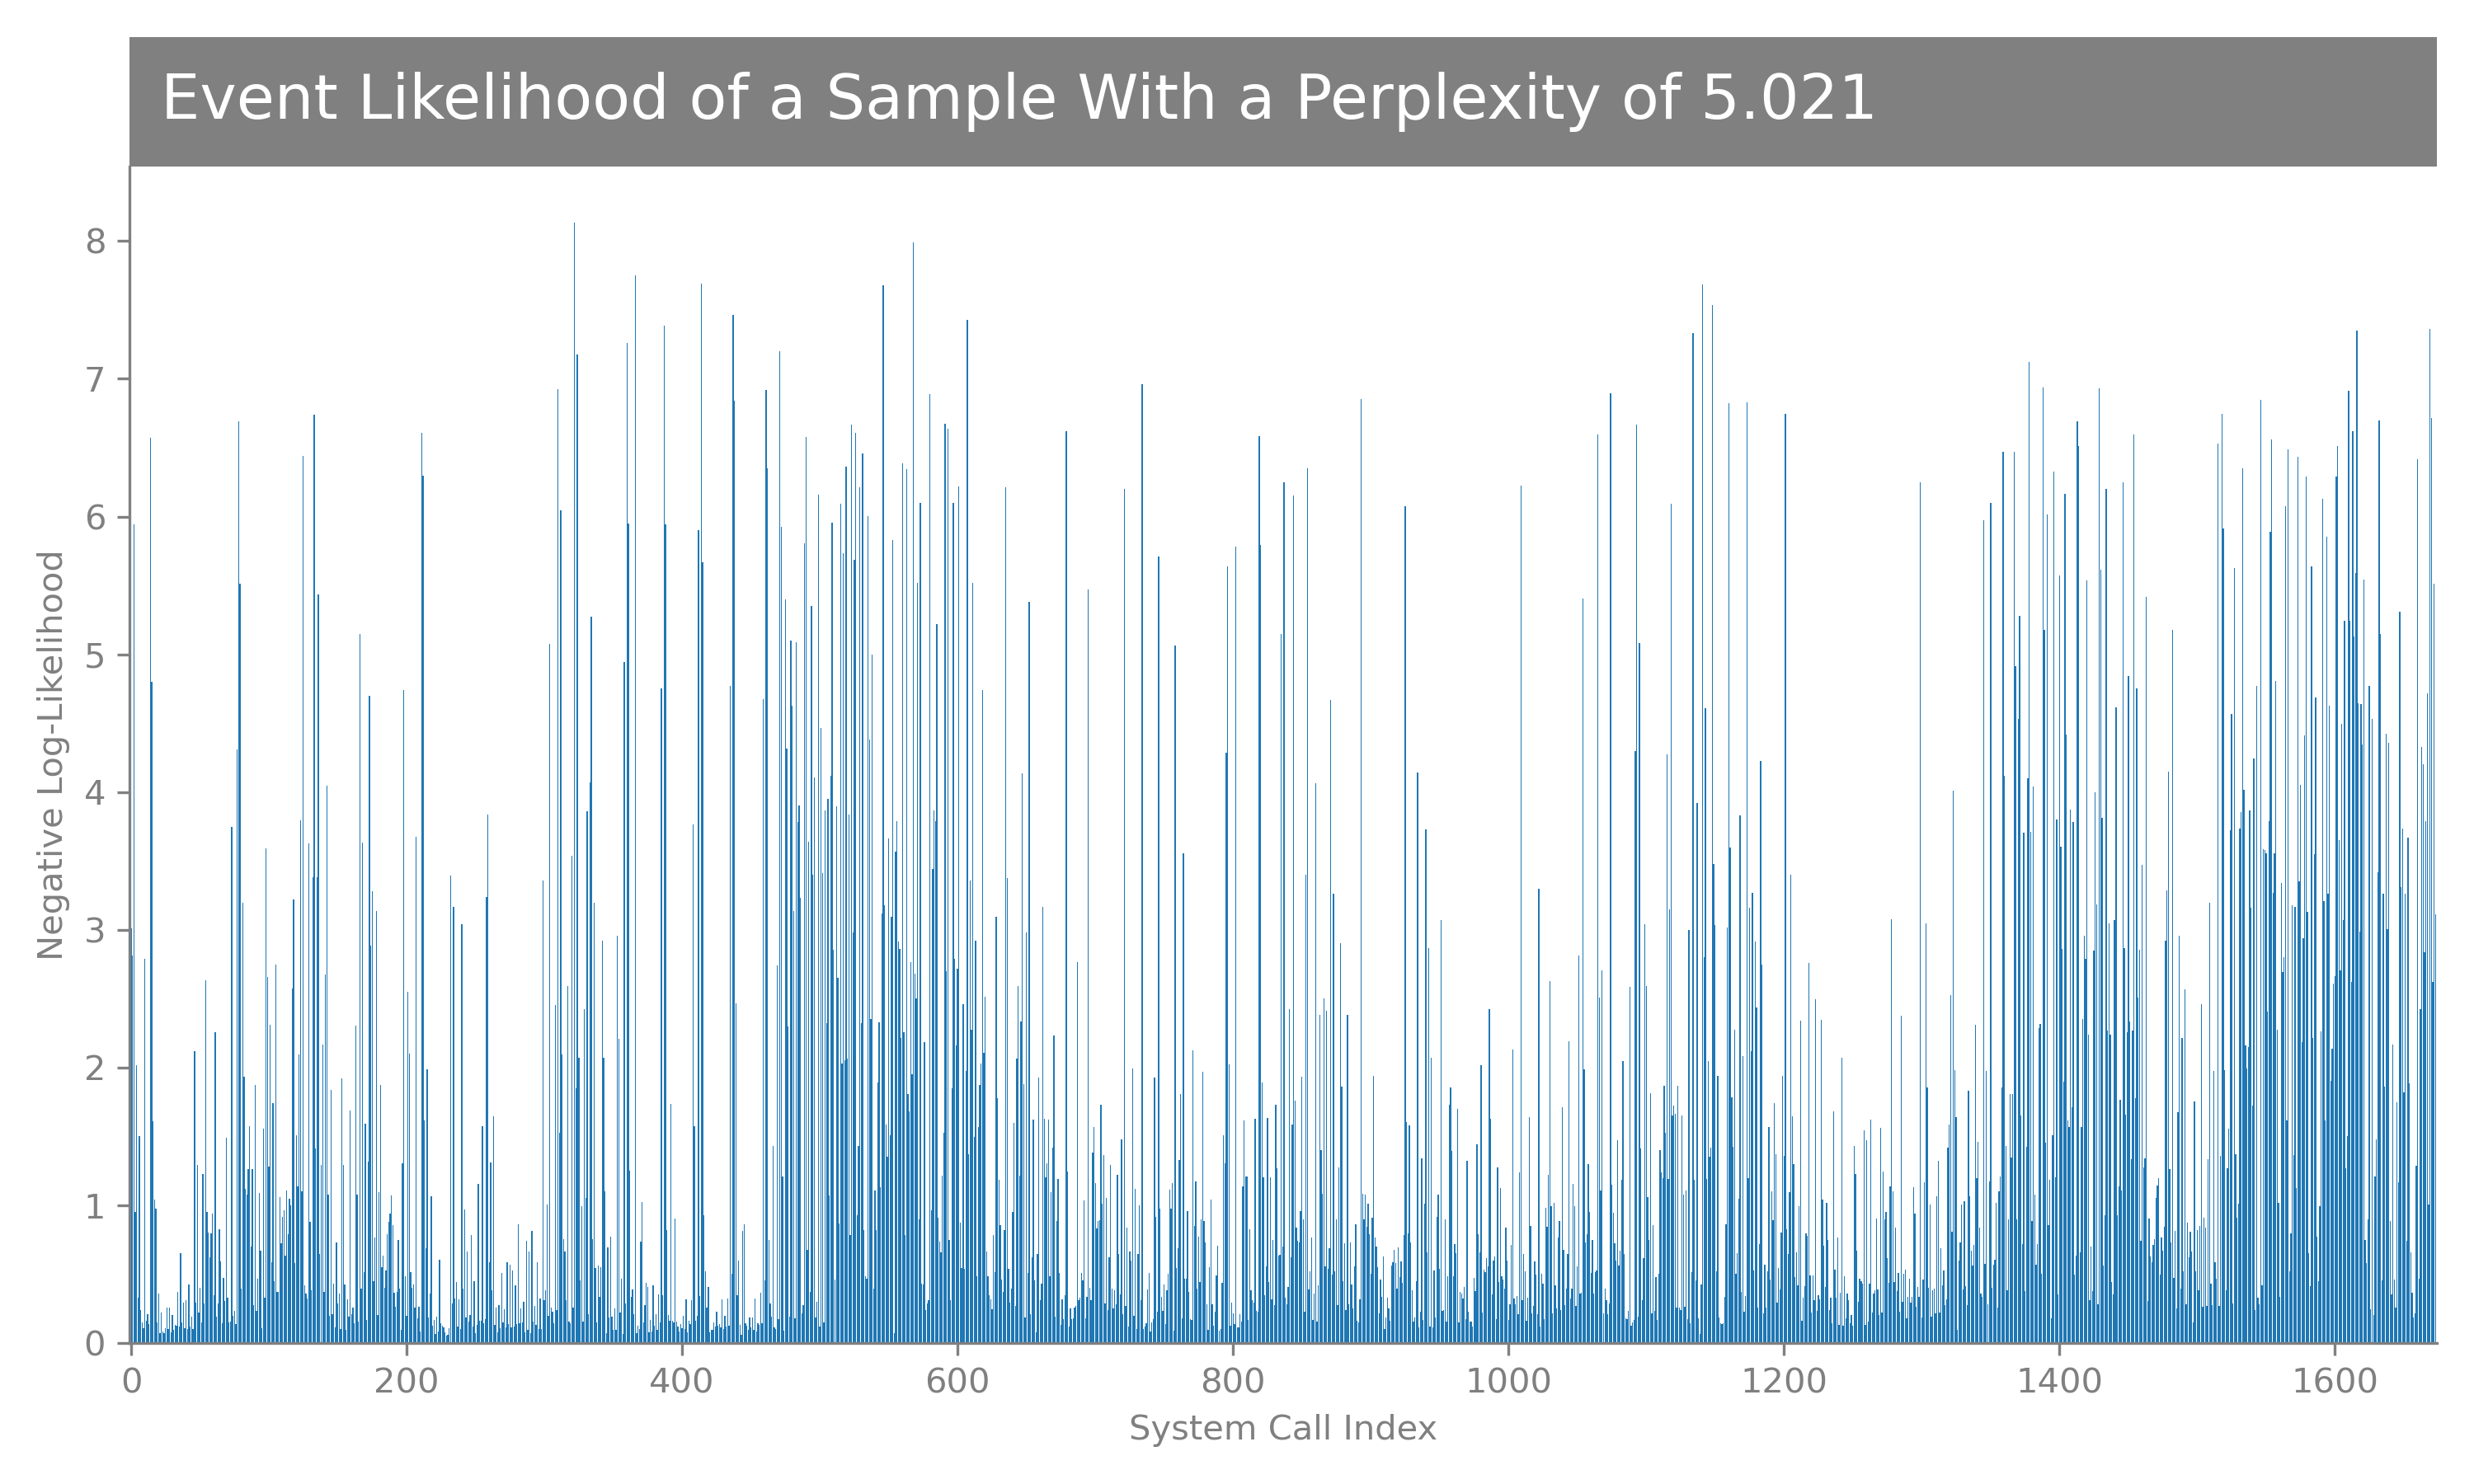 Event Likelihood of a Sample With a Perplexity of 5.021
Negative Log-Likelihood
8
7
6
5
4
3
2
1
0
0 200 400 600 800 1000 1200 1400 1600
System Call Index